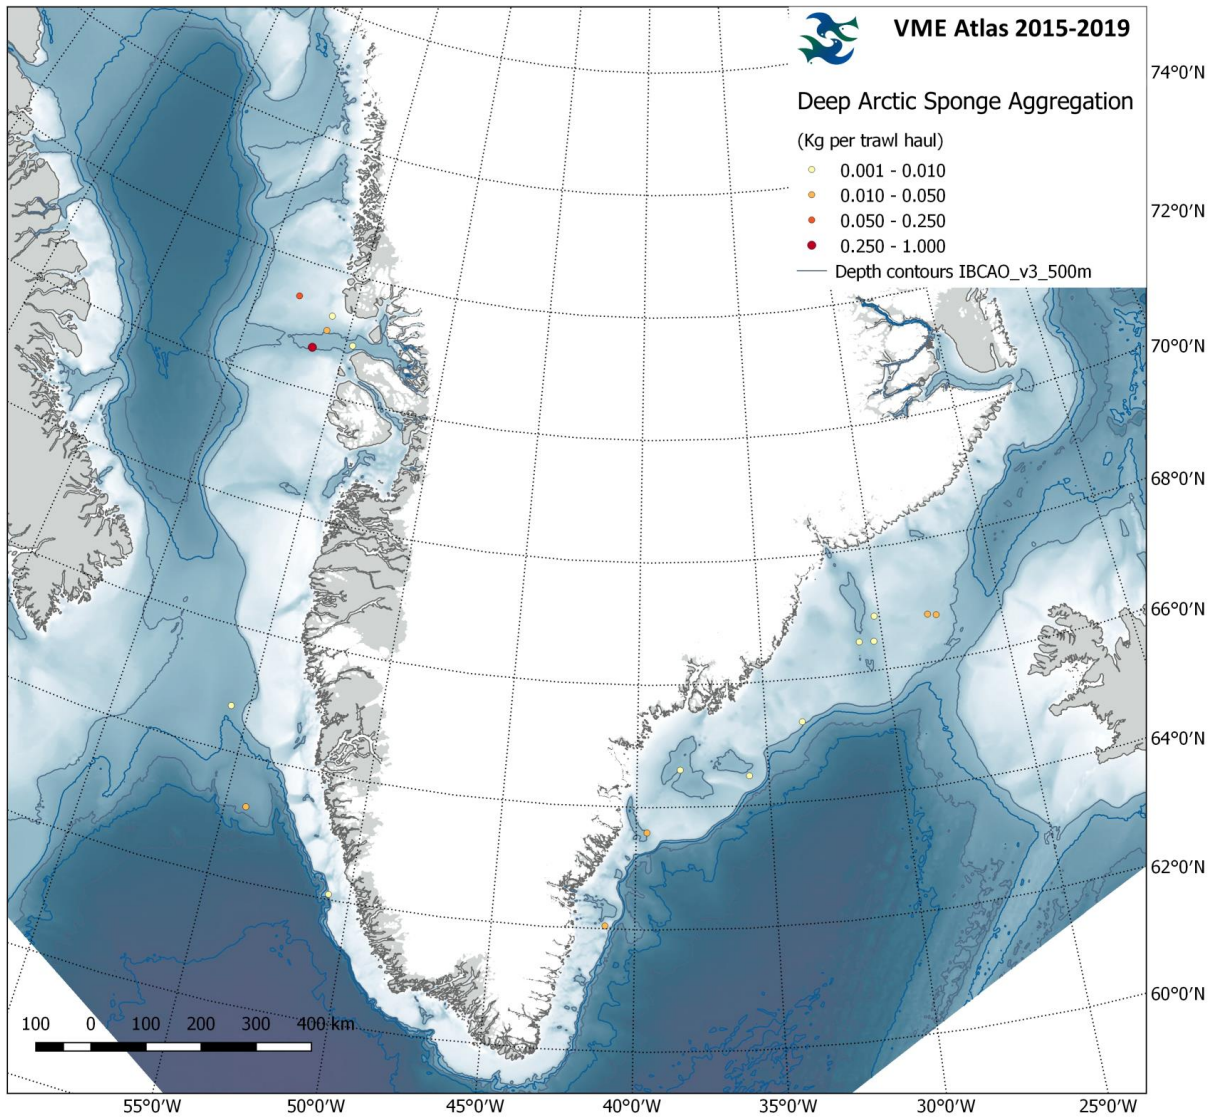 VME Atlas 2015-2019
Deep Arctic Sponge Aggregation
(Kg per trawl haul)
0.001 - 0.010
0.010 - 0.050
0.050 - 0.250
0.250 - 1.000
Depth contours IBCAO_v3_500m
74°0'N
72°0'N
70°0'N
68°0'N
66°0'N
64°0'N
62°0'N
60°0'N
100 0 100 200 300 400 km
55°0'W 50°0'W 45°0'W 40°0'W 35°0'W 30°0'W 25°0'W